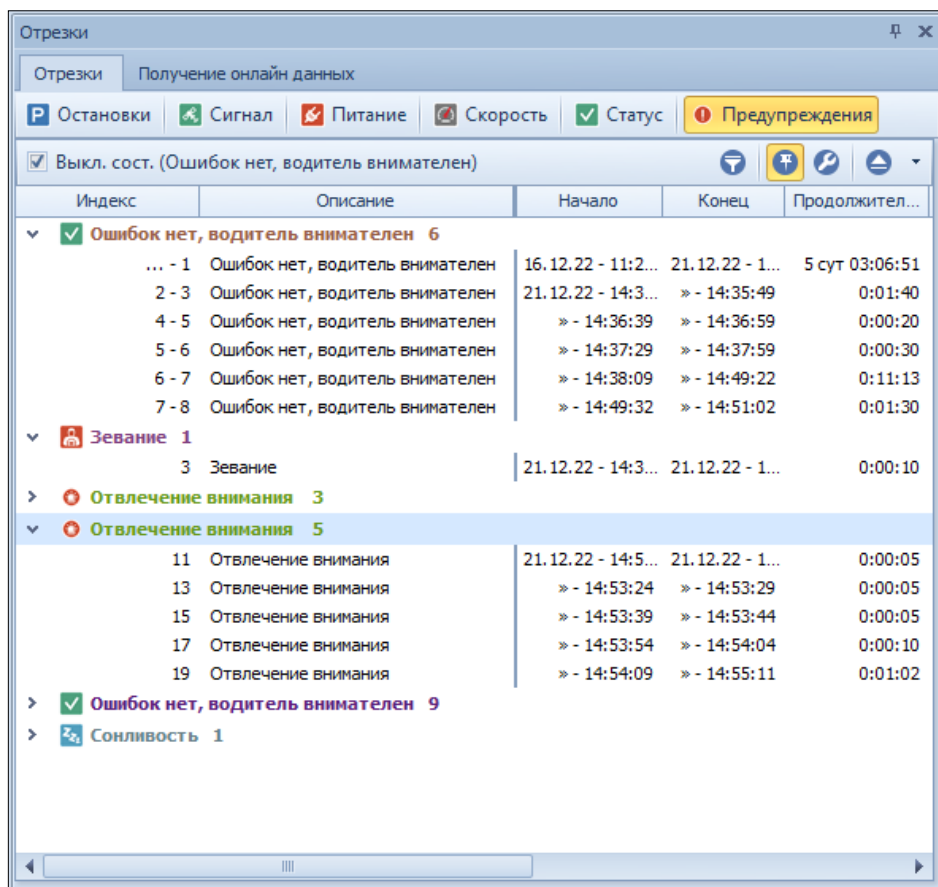 Отрезки
Отрезки Получение онлайн данных
P Остановки Сигнал Питание Скорость Статус Предупреждения
Выкл. сост. (Ошибок нет, водитель внимателен)
Индекс Описание Начало Конец Продолжител...
Ошибок нет, водитель внимателен 6
... - 1 Ошибок нет, водитель внимателен 16.12.22 - 11:2... 21.12.22 - 1... 5 сут 03:06:51
2 - 3 Ошибок нет, водитель внимателен 21.12.22 - 14:3... » - 14:35:49 0:01:40
4 - 5 Ошибок нет, водитель внимателен » - 14:36:39 » - 14:36:59 0:00:20
5 - 6 Ошибок нет, водитель внимателен » - 14:37:29 » - 14:37:59 0:00:30
6 - 7 Ошибок нет, водитель внимателен » - 14:38:09 » - 14:49:22 0:11:13
7 - 8 Ошибок нет, водитель внимателен » - 14:49:32 » - 14:51:02 0:01:30
Зевание 1
3 Зевание 21.12.22 - 14:3... 21.12.22 - 1... 0:00:10
Отвлечение внимания 3
Отвлечение внимания 5
11 Отвлечение внимания 21.12.22 - 14:5... 21.12.22 - 1... 0:00:05
13 Отвлечение внимания » - 14:53:24 » - 14:53:29 0:00:05
15 Отвлечение внимания » - 14:53:39 » - 14:53:44 0:00:05
17 Отвлечение внимания » - 14:53:54 » - 14:54:04 0:00:10
19 Отвлечение внимания » - 14:54:09 » - 14:55:11 0:01:02
Ошибок нет, водитель внимателен 9
Сонливость 1